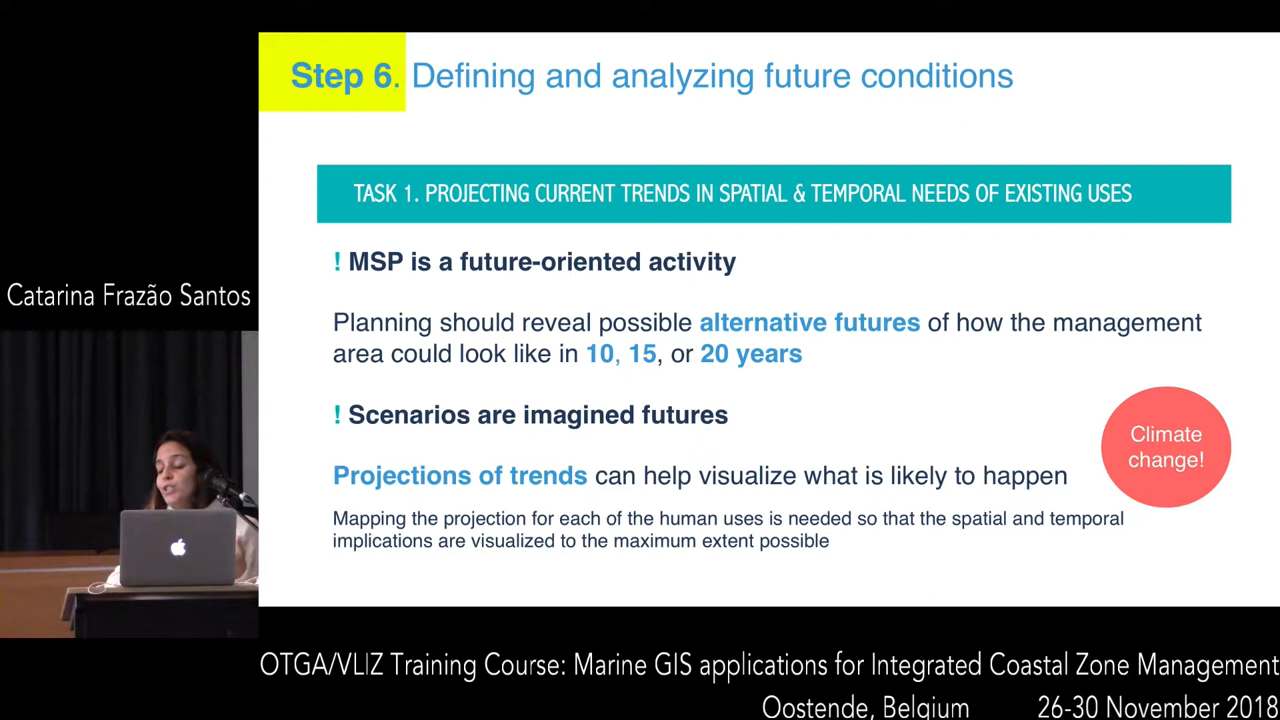 Step 6. Defining and analyzing future conditions
TASK 1. PROJECTING CURRENT TRENDS IN SPATIAL & TEMPORAL NEEDS OF EXISTING USES
! MSP is a future-oriented activity
Planning should reveal possible alternative futures of how the management
area could look like in 10, 15, or 20 years
! Scenarios are imagined futures
Climate
change!
Projections of trends can help visualize what is likely to happen
Mapping the projection for each of the human uses is needed so that the spatial and temporal
implications are visualized to the maximum extent possible
Catarina Frazão Santos
OTGA/VLIZ Training Course: Marine GIS applications for Integrated Coastal Zone Management
Oostende, Belgium 26-30 November 2018